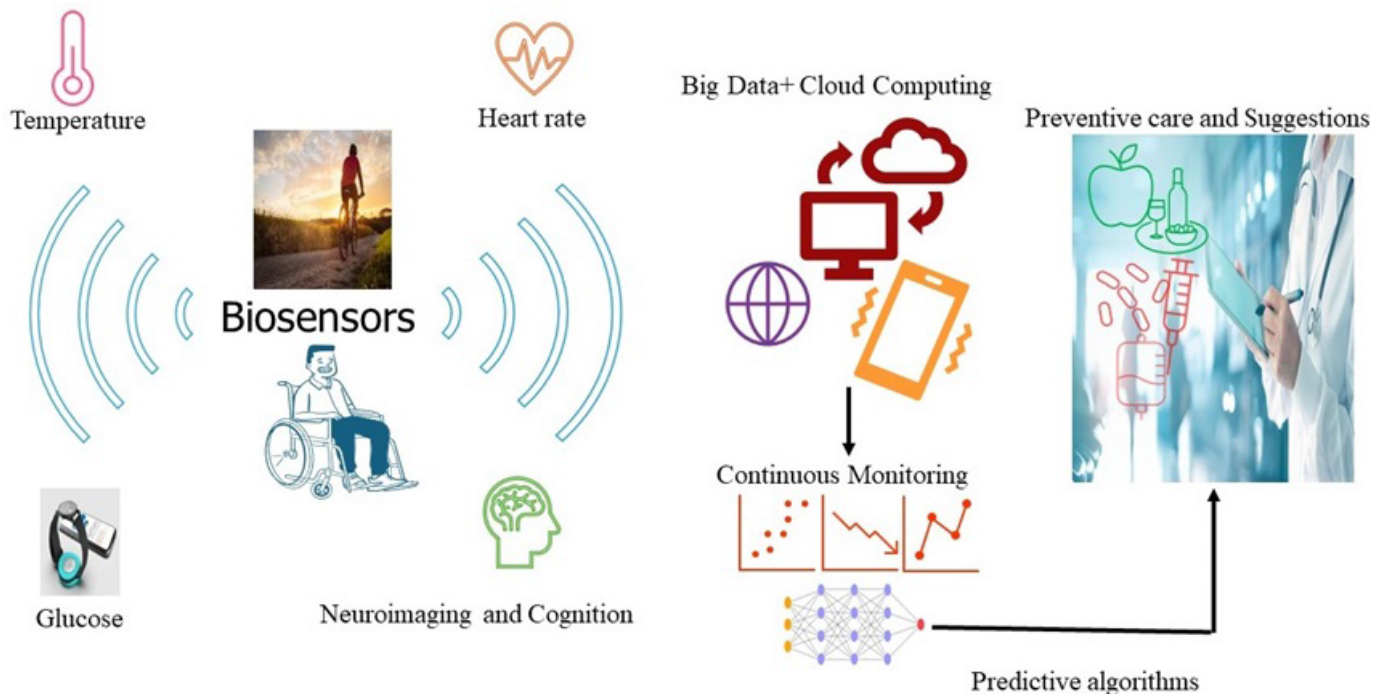 Temperature
Heart rate
Biosensors
Glucose
Neuroimaging and Cognition
Big Data+ Cloud Computing
Continuous Monitoring
Predictive algorithms
Preventive care and Suggestions